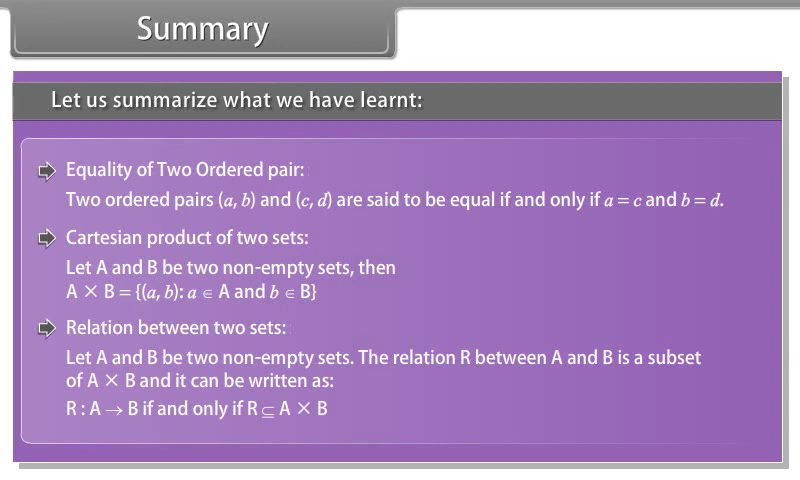 Summary
Let us summarize what we have learnt:
Equality of Two Ordered pair:
Two ordered pairs (a, b) and (c, d) are said to be equal if and only if a = c and b = d.
Cartesian product of two sets:
Let A and B be two non-empty sets, then
A × B = {(a, b): a ∈ A and b ∈ B}
Relation between two sets:
Let A and B be two non-empty sets. The relation R between A and B is a subset
of A × B and it can be written as:
R : A → B if and only if R ⊆ A × B